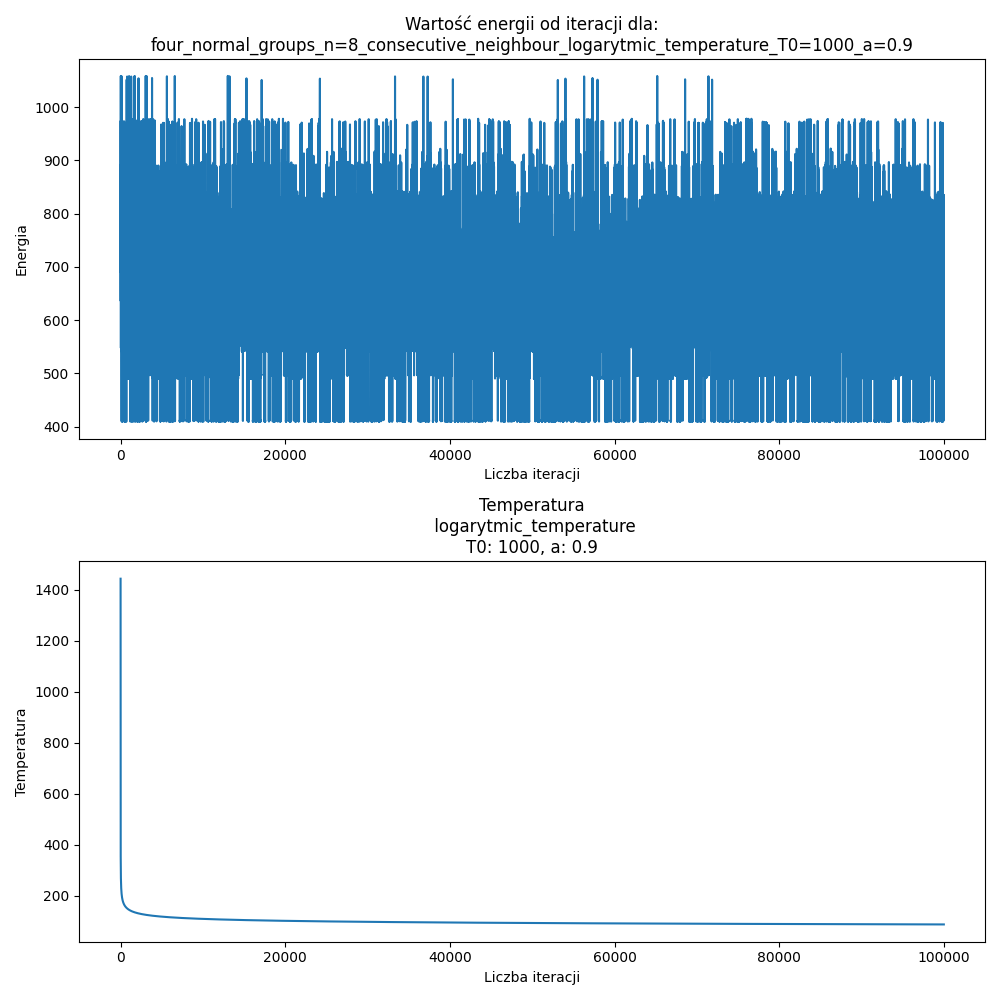 Wartość energii od iteracji dla:
four_normal_groups_n=8_consecutive_neighbour_logarytmic_temperature_T0=1000_a=0.9
1000
900
800
700
600
500
400
Energia
0 20000 40000 60000 80000 100000
Liczba iteracji
Temperatura
logarytmic_temperature
T0: 1000, a: 0.9
1400
1200
1000
800
600
400
200
Temperatura
0 20000 40000 60000 80000 100000
Liczba iteracji